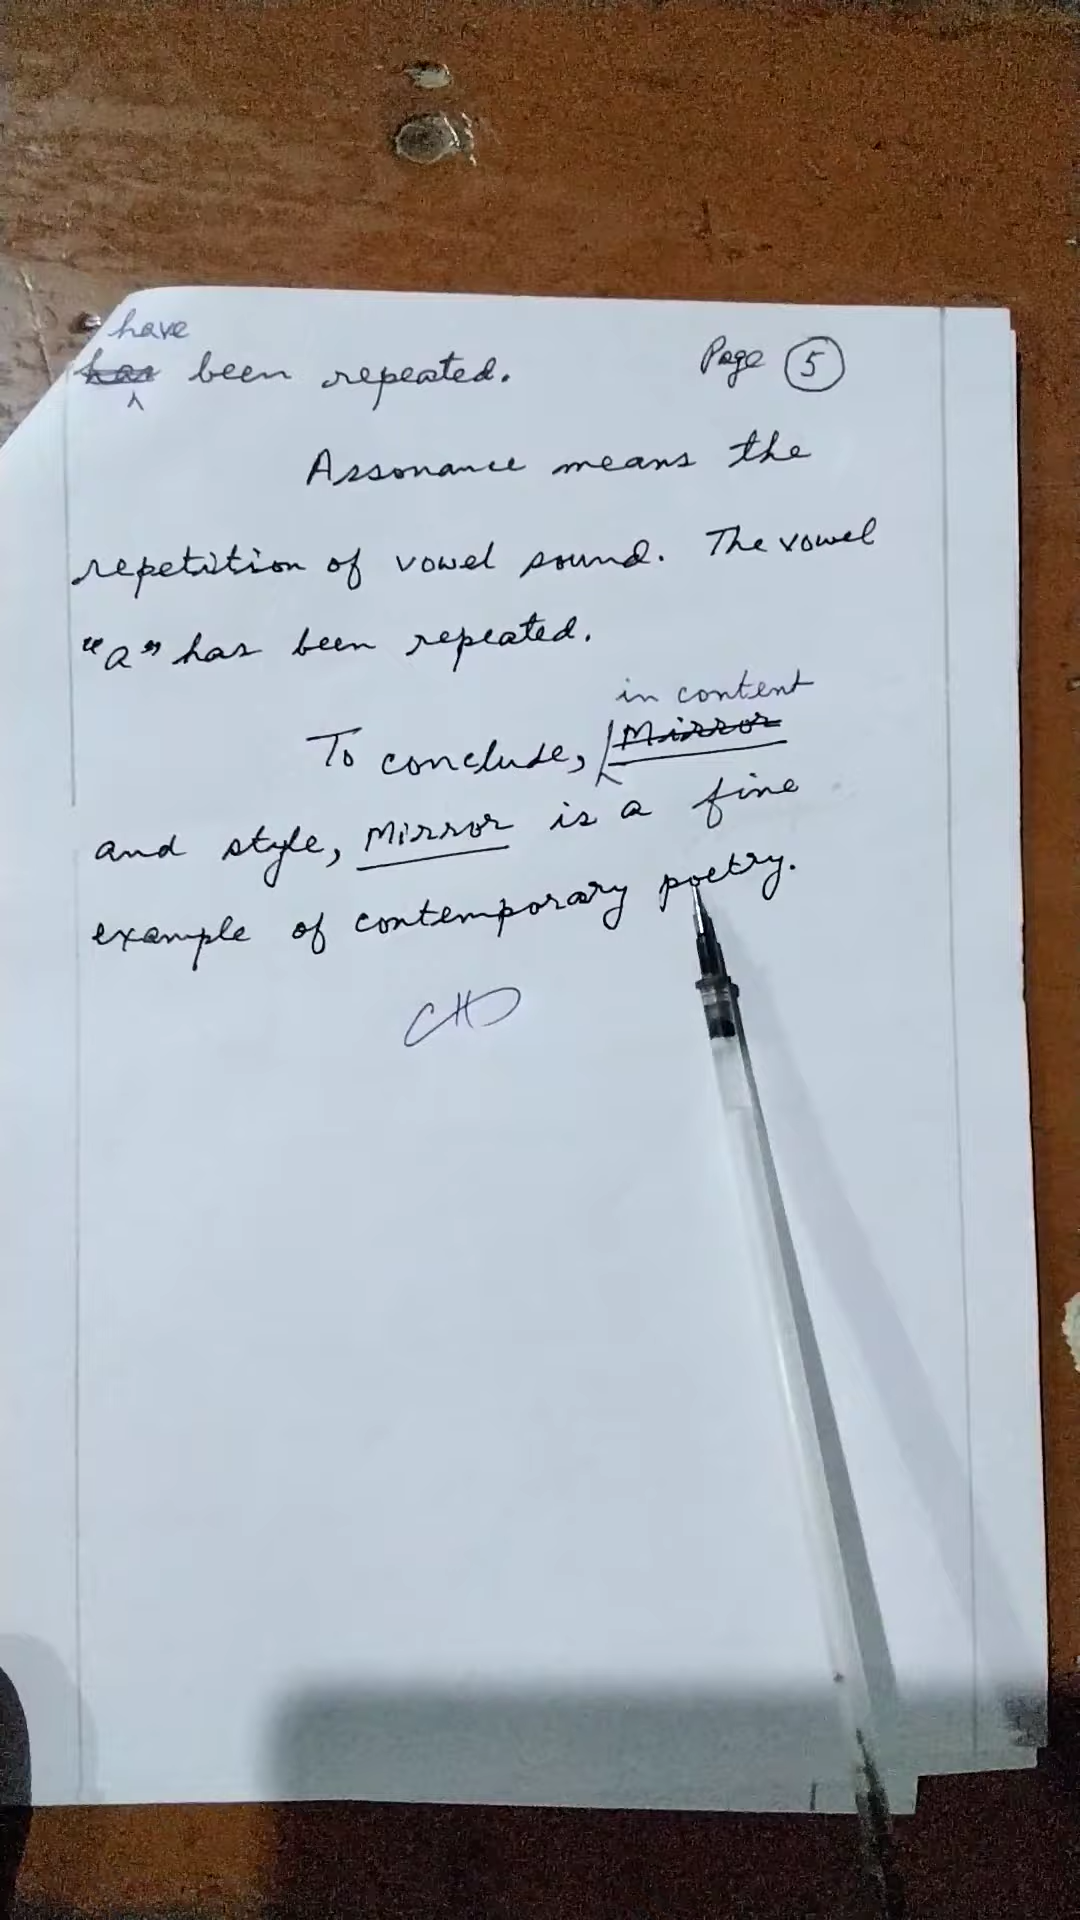 have
has been repeated. Page 5
Assonance means the
repetition of vowel sound. The vowel
"a" has been repeated.
in content
To conclude, Mirror
and style, Mirror is a fine
example of contemporary poetry.